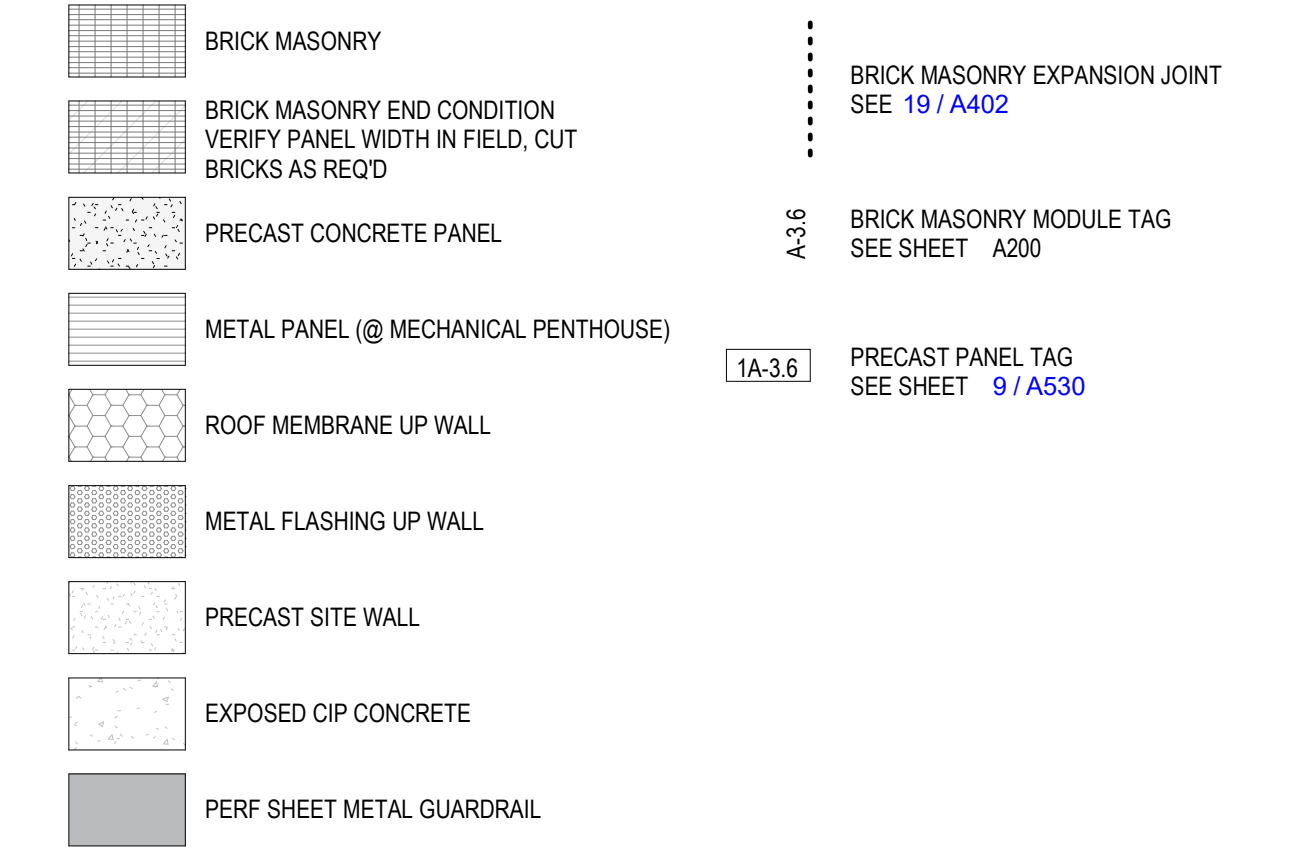 BRICK MASONRY
BRICK MASONRY END CONDITION
VERIFY PANEL WIDTH IN FIELD, CUT
BRICKS AS REQ'D
PRECAST CONCRETE PANEL
METAL PANEL (@ MECHANICAL PENTHOUSE)
ROOF MEMBRANE UP WALL
METAL FLASHING UP WALL
PRECAST SITE WALL
EXPOSED CIP CONCRETE
PERF SHEET METAL GUARDRAIL
BRICK MASONRY EXPANSION JOINT
SEE 19 / A402
A-3.6
BRICK MASONRY MODULE TAG
SEE SHEET A200
1A-3.6
PRECAST PANEL TAG
SEE SHEET 9 / A530